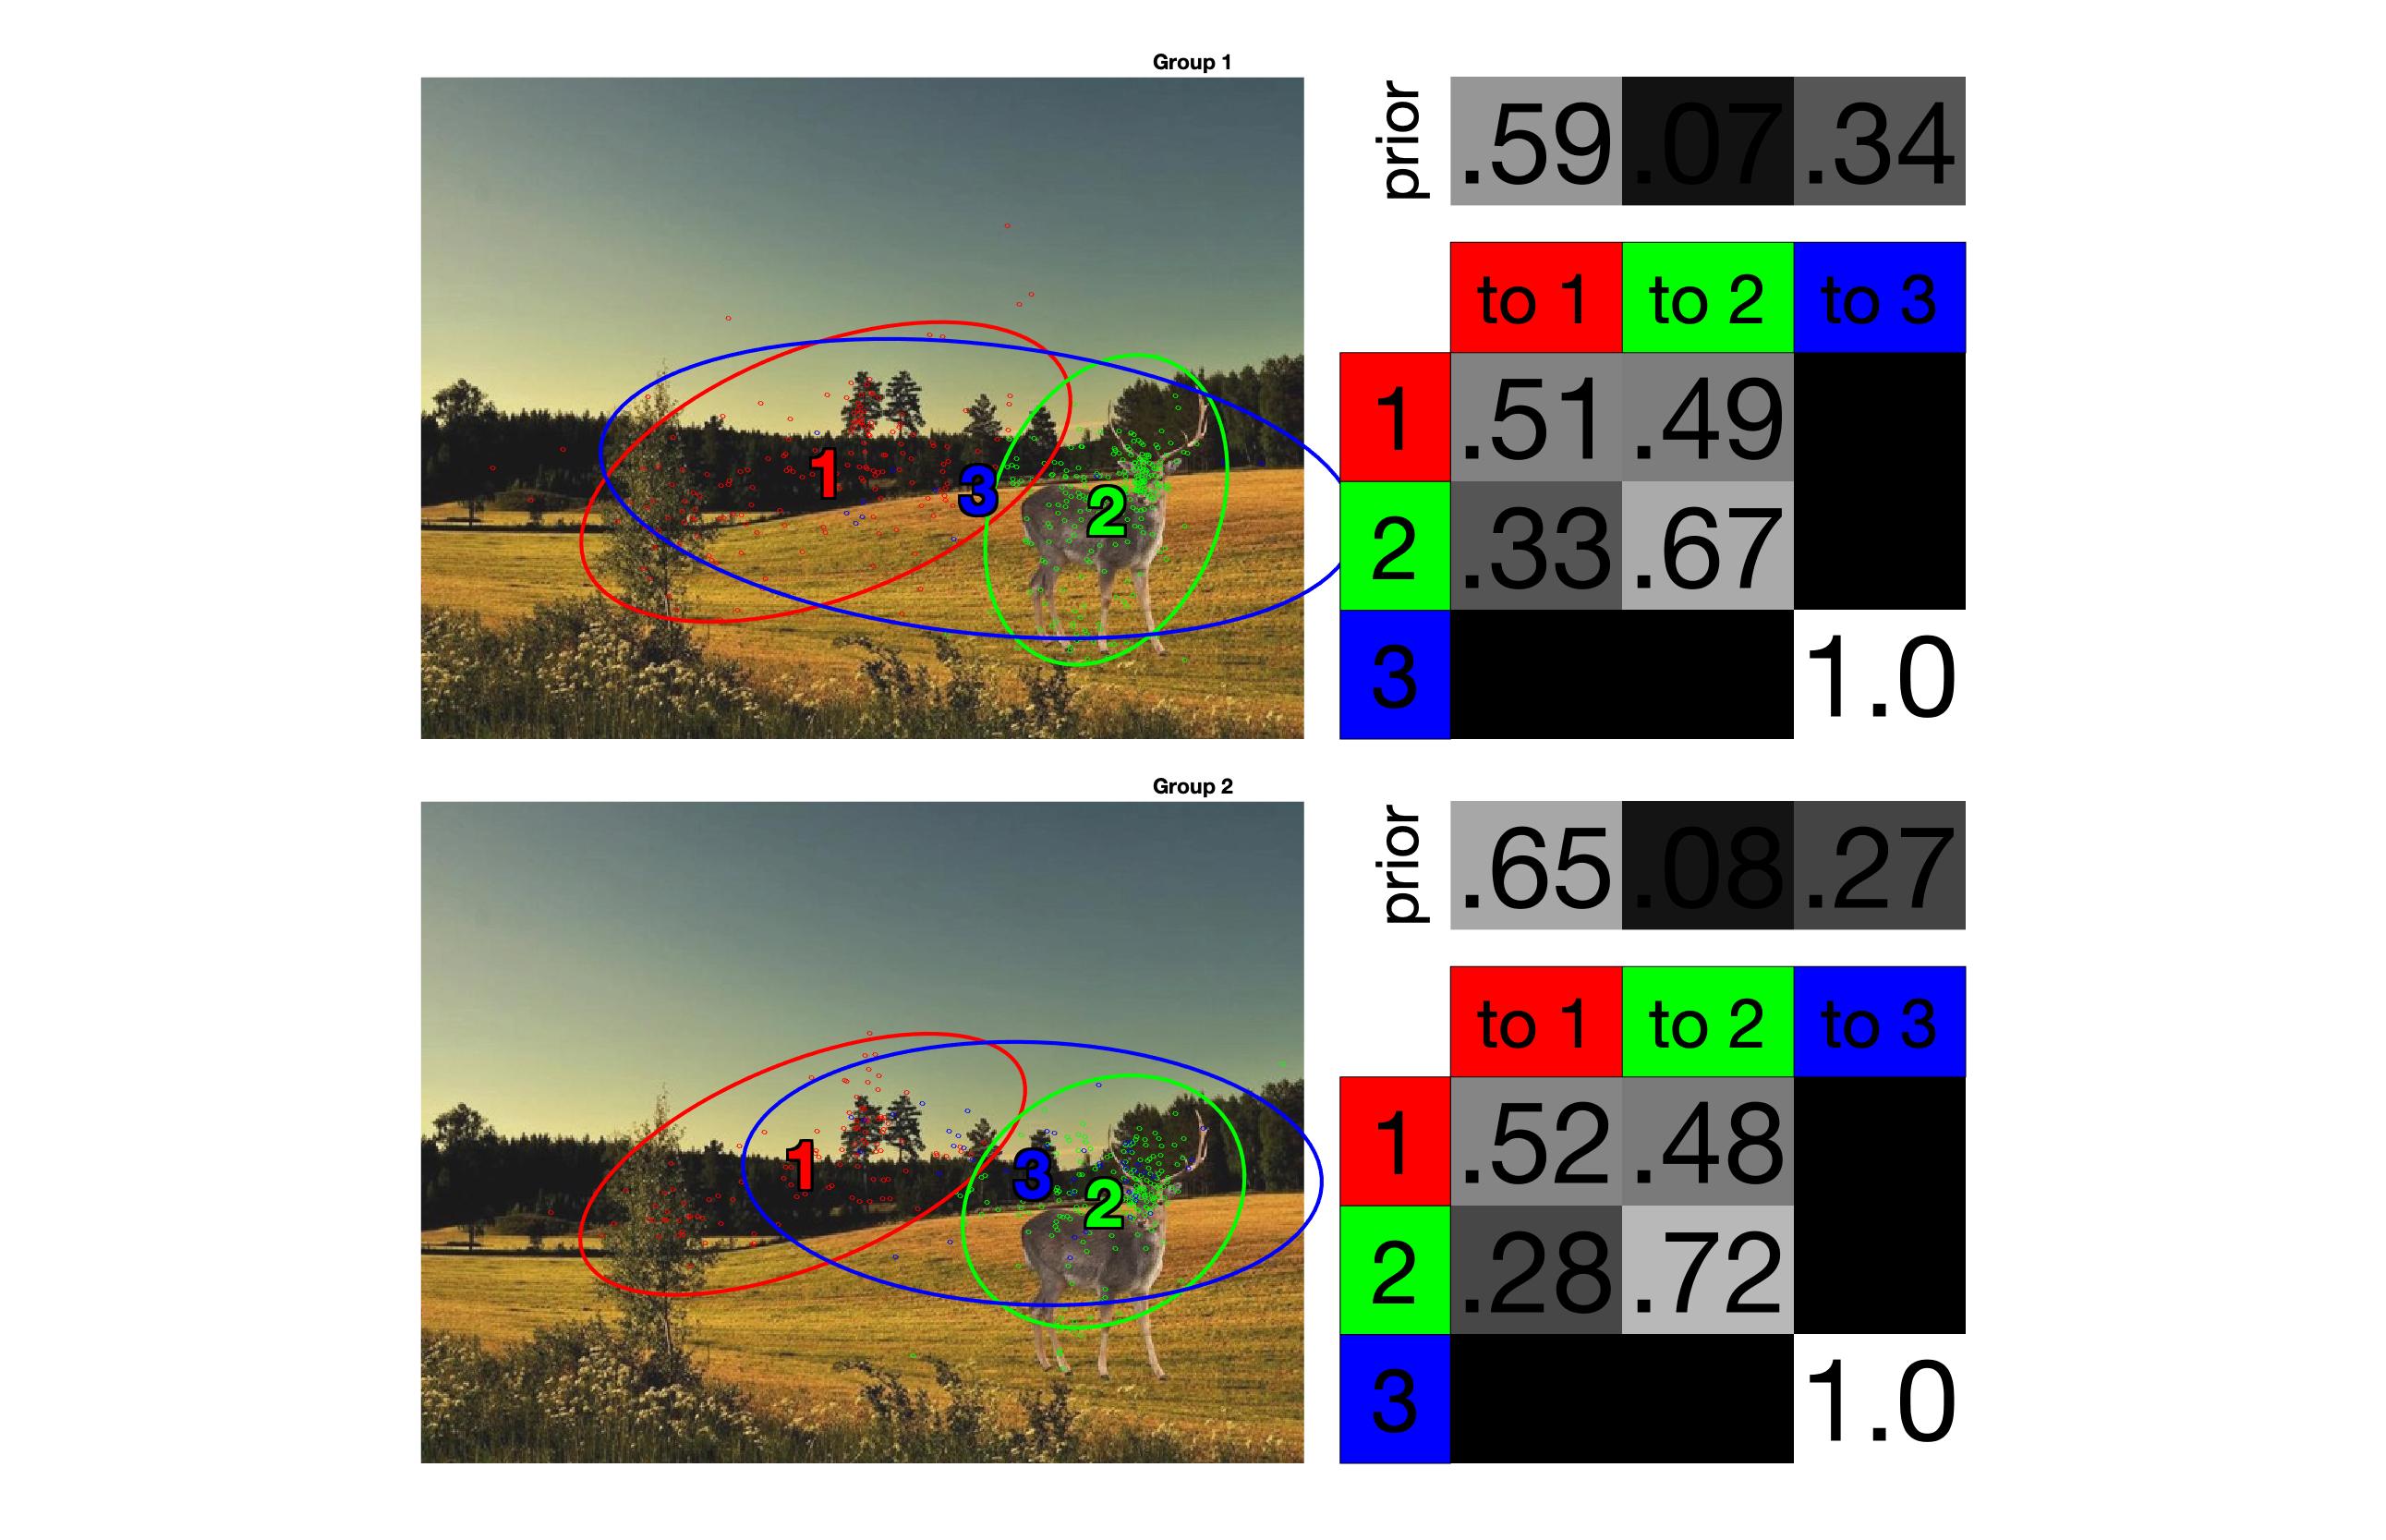 Group 1
prior .59 .07 .34
to 1 to 2 to 3
1 .51 .49
2 .33 .67
3 1.0
1
3
2
Group 2
prior .65 .08 .27
to 1 to 2 to 3
1 .52 .48
2 .28 .72
3 1.0
1
3
2